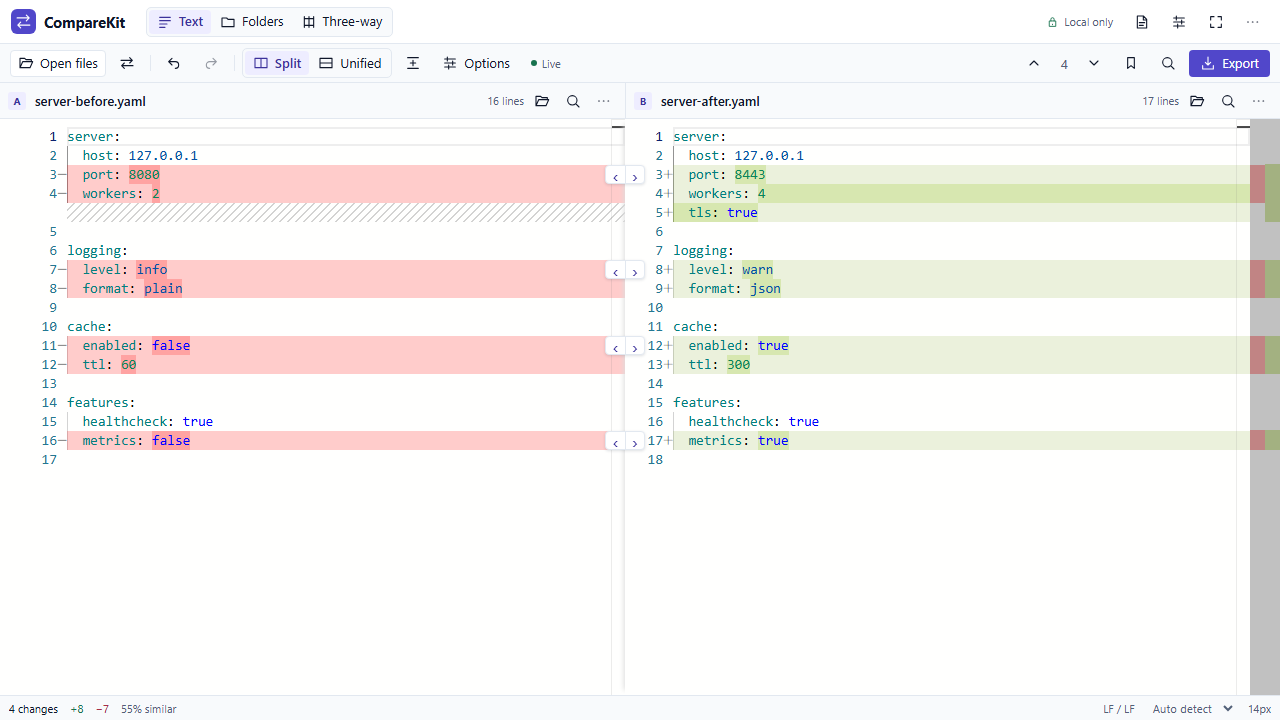 CompareKit Text Folders Three-way Local only
Open files Split Unified Options Live 4 Export
A server-before.yaml 16 lines
B server-after.yaml 17 lines
1 server:
2 host: 127.0.0.1
3− port: 8080
4− workers: 2
5
6 logging:
7− level: info
8− format: plain
9
10 cache:
11− enabled: false
12− ttl: 60
13
14 features:
15 healthcheck: true
16− metrics: false
17
1 server:
2 host: 127.0.0.1
3+ port: 8443
4+ workers: 4
5+ tls: true
6
7 logging:
8+ level: warn
9+ format: json
10
11 cache:
12+ enabled: true
13+ ttl: 300
14
15 features:
16 healthcheck: true
17+ metrics: true
18
4 changes +8 −7 55% similar LF / LF Auto detect 14px